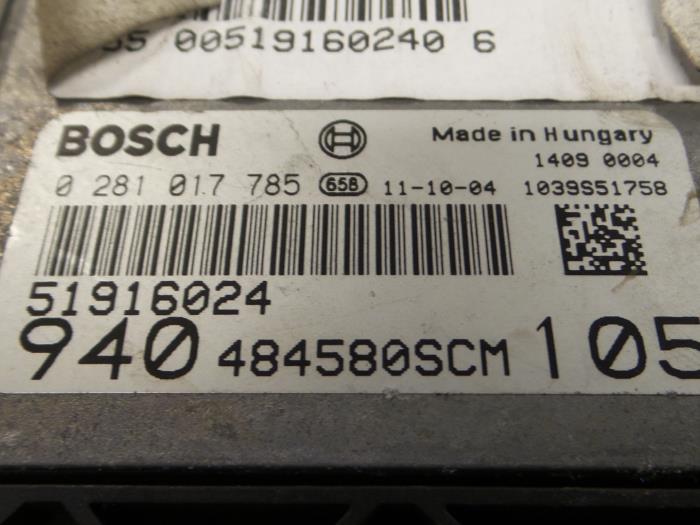 00519160240 6
BOSCH Made in Hungary
1409 0004
0 281 017 785 658 11-10-04 1039S51758
51916024
940 484580SCM 105